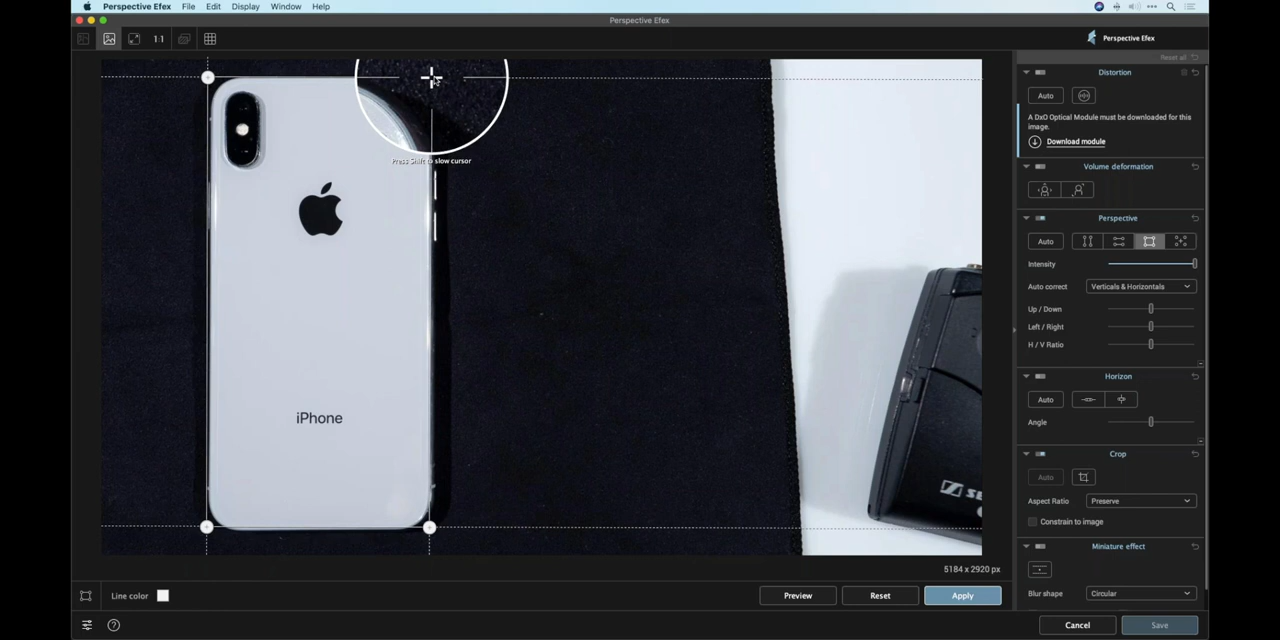 Perspective Efex File Edit Display Window Help
Perspective Efex
1:1
Perspective Efex
Reset all
Distortion
Auto
A DxO Optical Module must be downloaded for this
image.
Download module
Volume deformation
Perspective
Auto
Intensity
Auto correct Verticals & Horizontals
Up / Down
Left / Right
H / V Ratio
Horizon
Auto
Angle
Crop
Auto
Aspect Ratio Preserve
Constrain to image
Miniature effect
Blur shape Circular
Press Shift to slow cursor
iPhone
5184 x 2920 px
Line color
Preview Reset Apply
Cancel Save